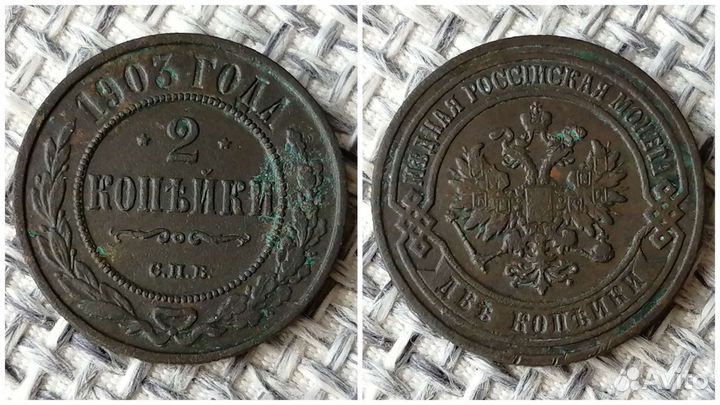 1903 ГОДА
* 2 *
КОПѢЙКИ
С.П.Б.
МѢДНАЯ РОССІЙСКАЯ МОНЕТА
ДВѢ КОПѢЙКИ
Avito